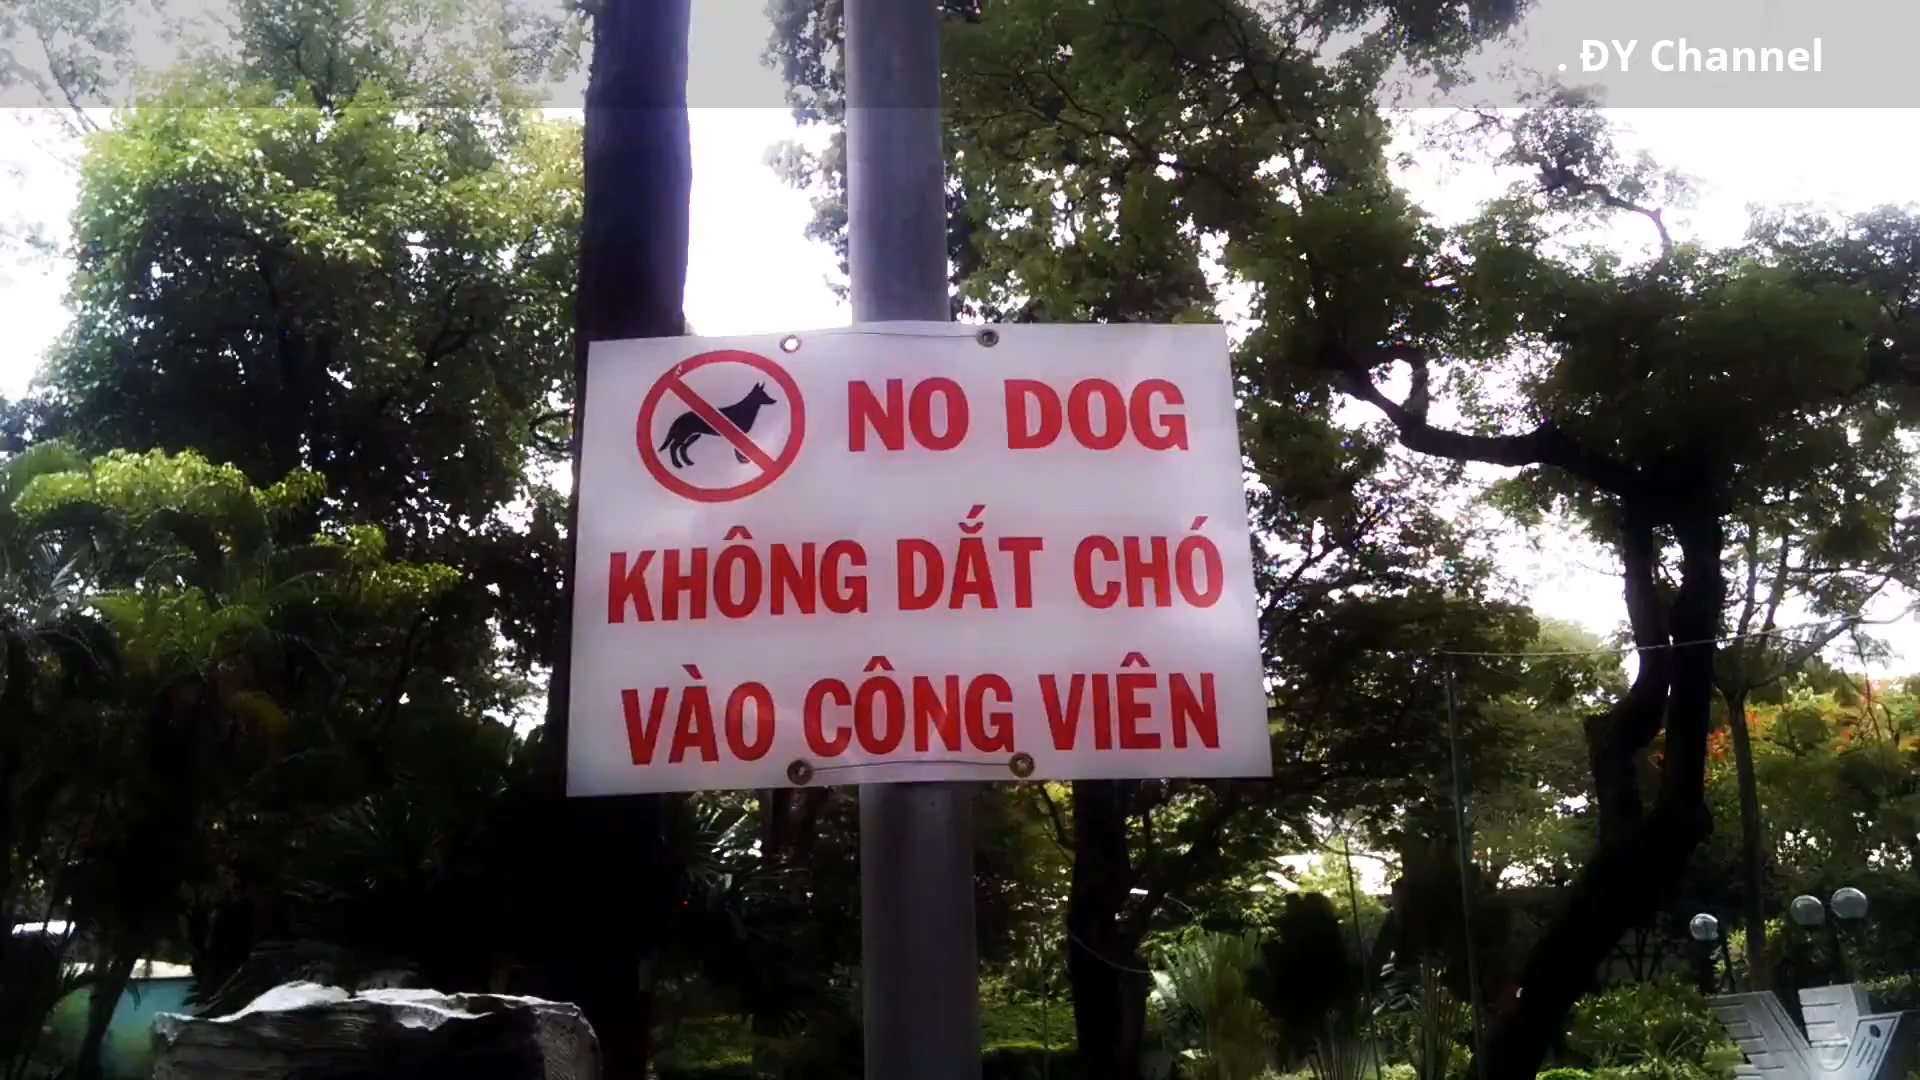 . ĐY Channel
NO DOG
KHÔNG DẮT CHÓ
VÀO CÔNG VIÊN